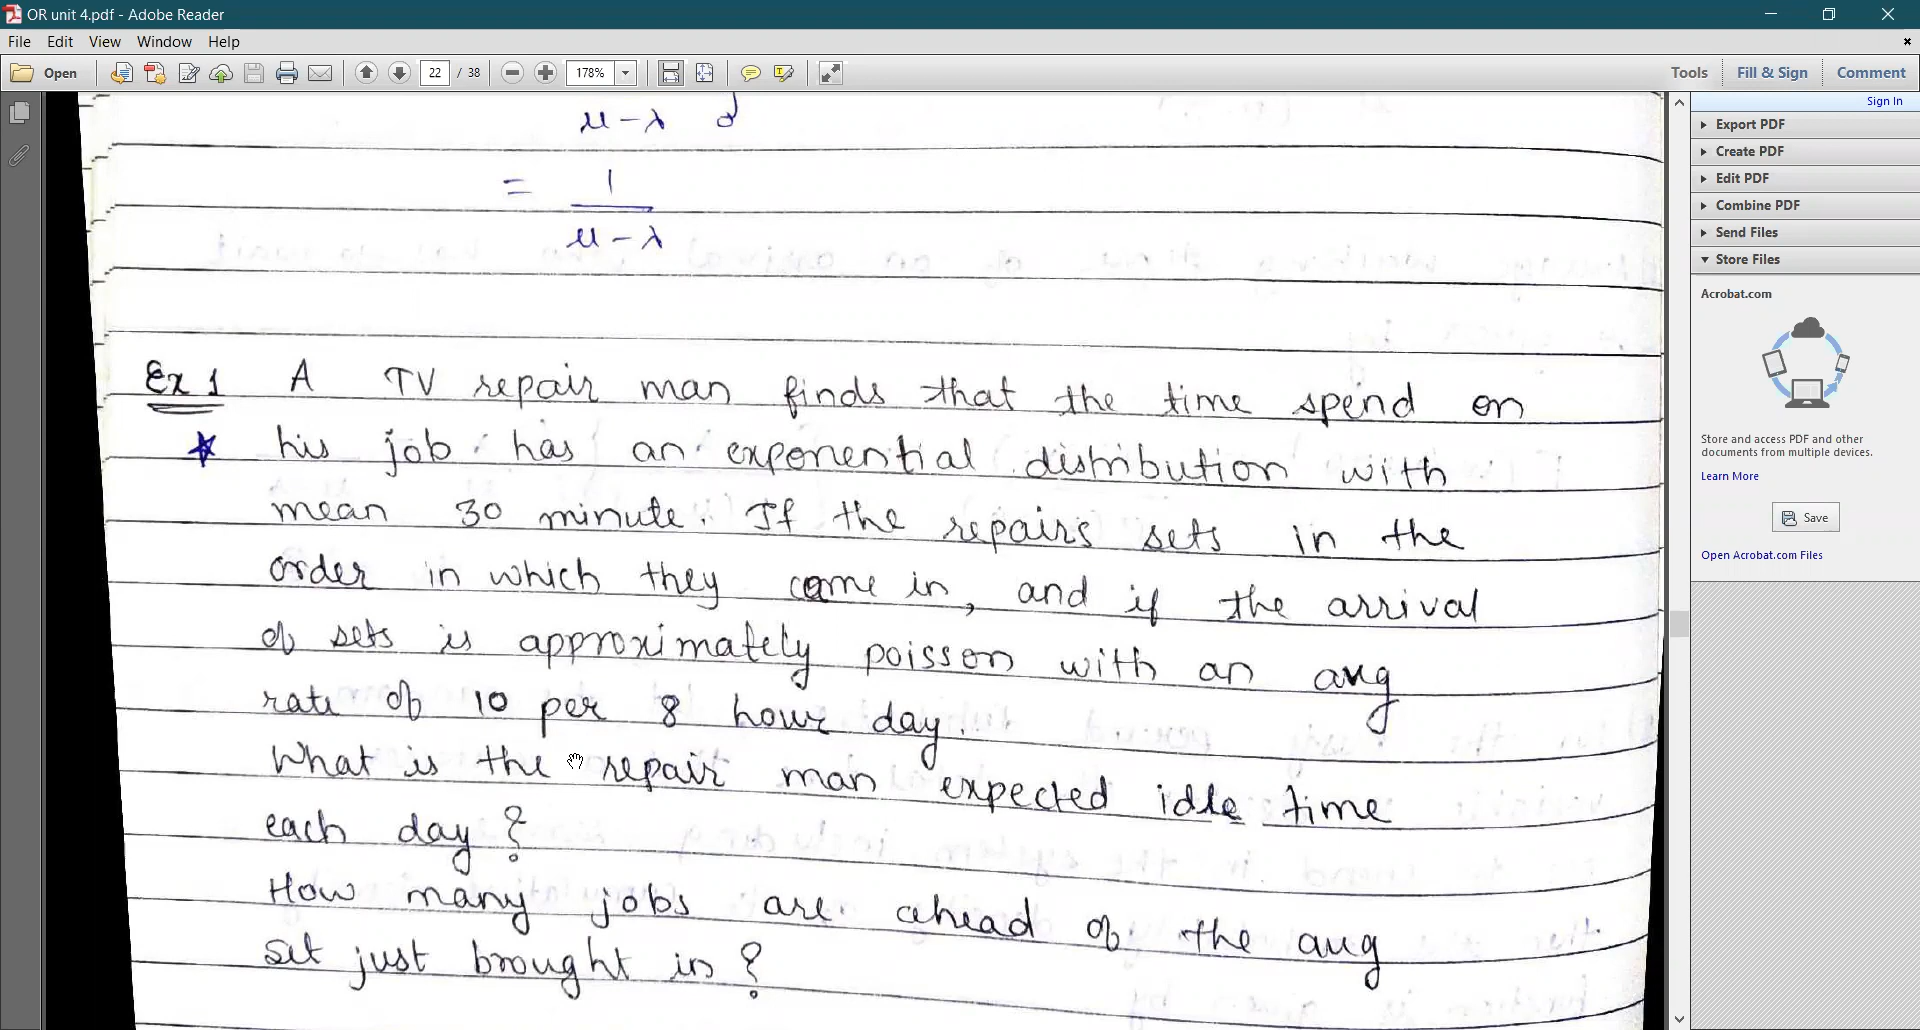 OR unit 4.pdf - Adobe Reader
File Edit View Window Help
Open 22 / 38 178% Tools Fill & Sign Comment
Sign In
Export PDF
Create PDF
Edit PDF
Combine PDF
Send Files
Store Files
Acrobat.com
Store and access PDF and other
documents from multiple devices.
Learn More
Save
Open Acrobat.com Files
μ - λ
= 1
μ - λ
Ex 1 A TV repair man finds that the time spend on
his job has an exponential distribution with
mean 30 minute. If the repairs sets in the
order in which they came in, and if the arrival
of sets is approximately poisson with an avg
rate of 10 per 8 hour day.
What is the repair man expected idle time
each day?
How many jobs are ahead of the avg
set just brought in?